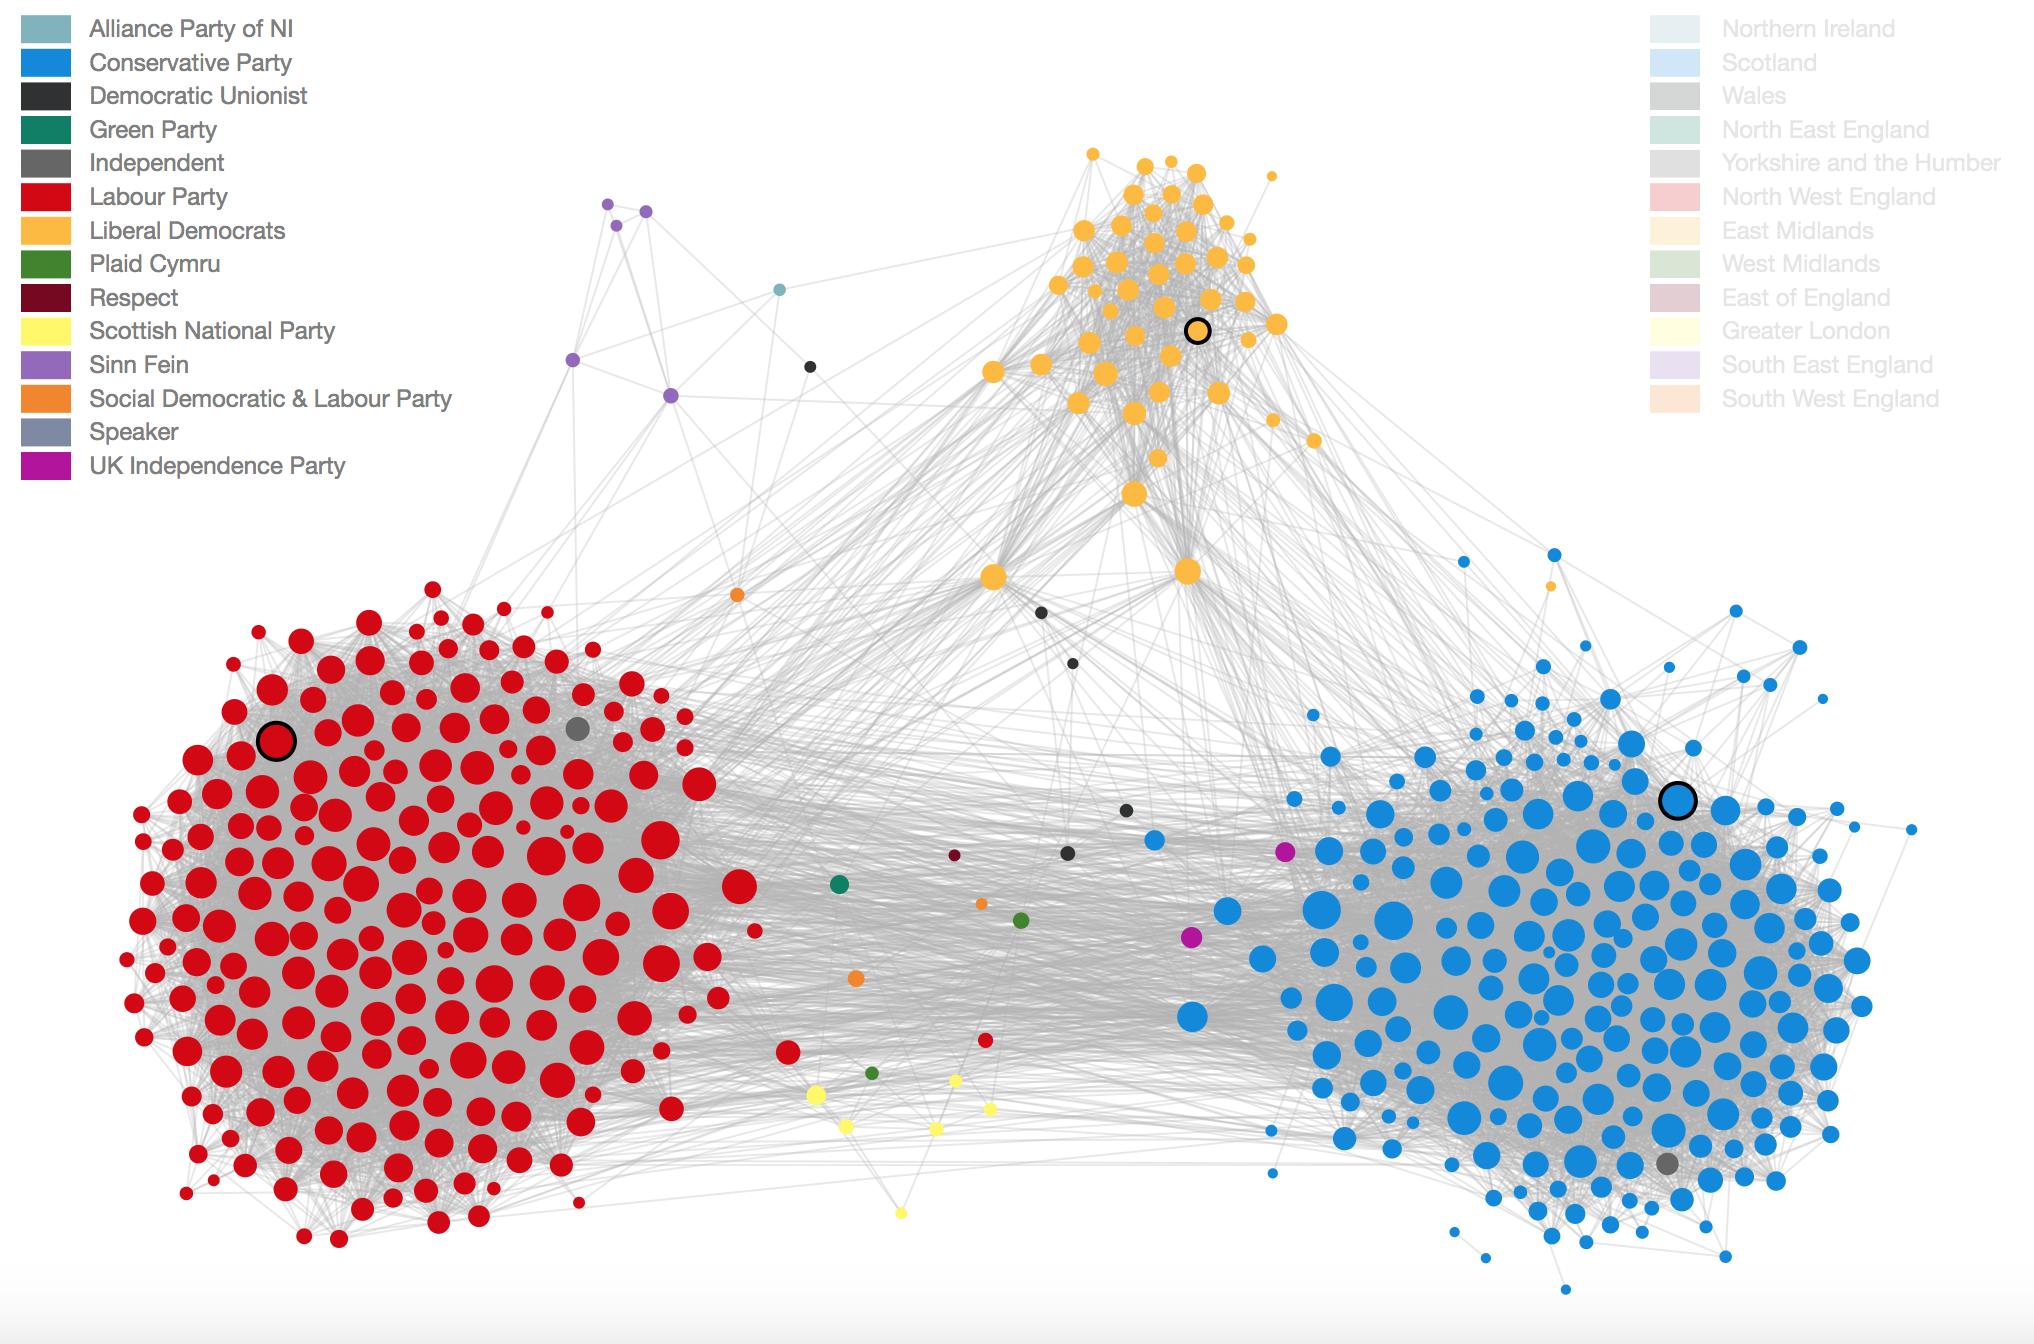 Alliance Party of NI
Conservative Party
Democratic Unionist
Green Party
Independent
Labour Party
Liberal Democrats
Plaid Cymru
Respect
Scottish National Party
Sinn Fein
Social Democratic & Labour Party
Speaker
UK Independence Party
Northern Ireland
Scotland
Wales
North East England
Yorkshire and the Humber
North West England
East Midlands
West Midlands
East of England
Greater London
South East England
South West England